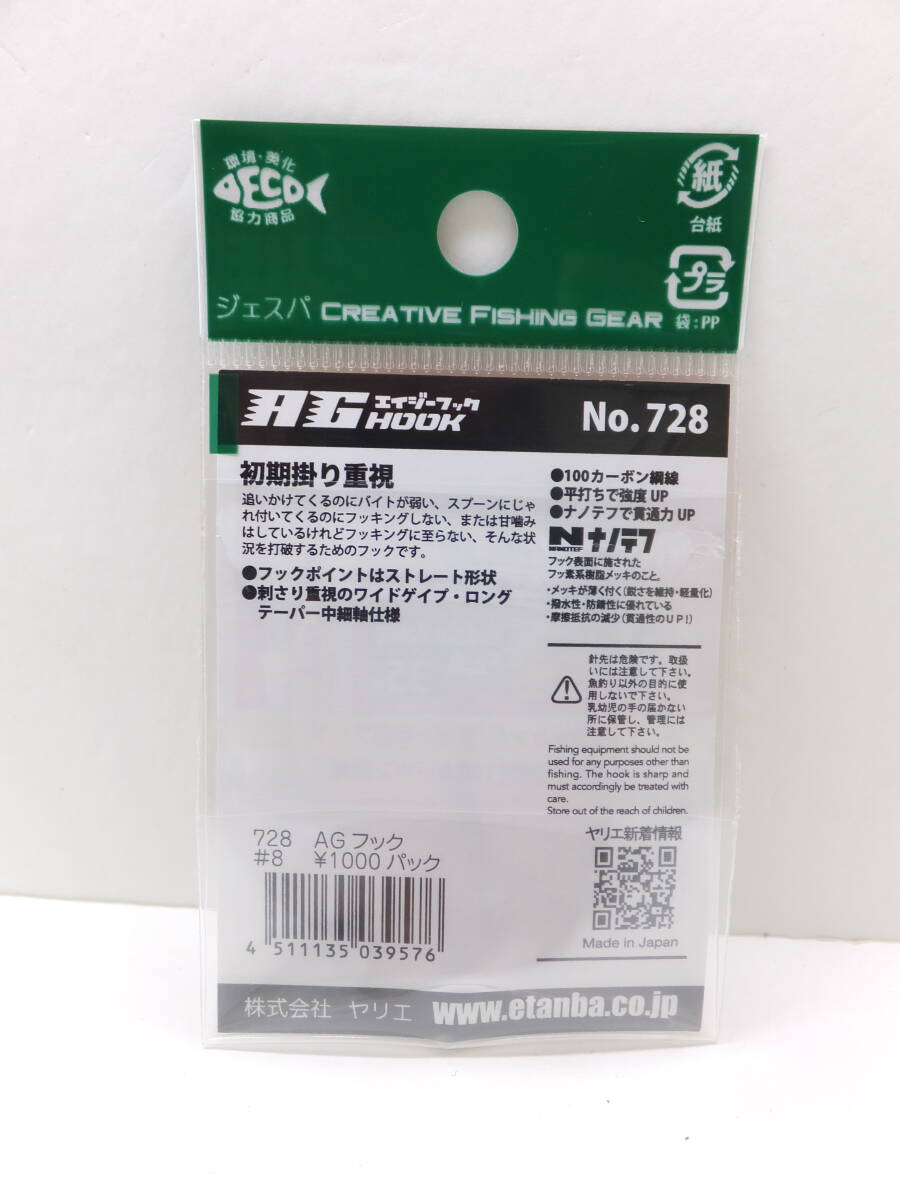 環境・美化
DECO
協力商品
紙
台紙
プラ
袋：PP
ジェスパ CREATIVE FISHING GEAR
AG エイジーフック HOOK
No.728
初期掛り重視
追いかけてくるのにバイトが弱い、スプーンにじゃ
れ付いてくるのにフッキングしない、または甘噛み
はしているけれどフッキングに至らない、そんな状
況を打破するためのフックです。
●フックポイントはストレート形状
●刺さり重視のワイドゲイプ・ロング
テーパー中細軸仕様
●100カーボン鋼線
●平打ちで強度UP
●ナノテフで貫通力UP
N NANOTEF ナノテフ
フック表面に施された
フッ素系樹脂メッキのこと。
・メッキが薄く付く（鋭さを維持・軽量化）
・撥水性・防錆性に優れている
・摩擦抵抗の減少（貫通性のUP！）
針先は危険です。取扱
いには注意して下さい。
魚釣り以外の目的に使
用しないで下さい。
乳幼児の手の届かない
所に保管し、管理には
注意して下さい。
Fishing equipment should not be
used for any purposes other than
fishing. The hook is sharp and
must accordingly be treated with
care.
Store out of the reach of children.
728 AGフック
#8 ¥1000パック
4 511135 039576
ヤリエ新着情報
Made in Japan
株式会社 ヤリエ www.etanba.co.jp